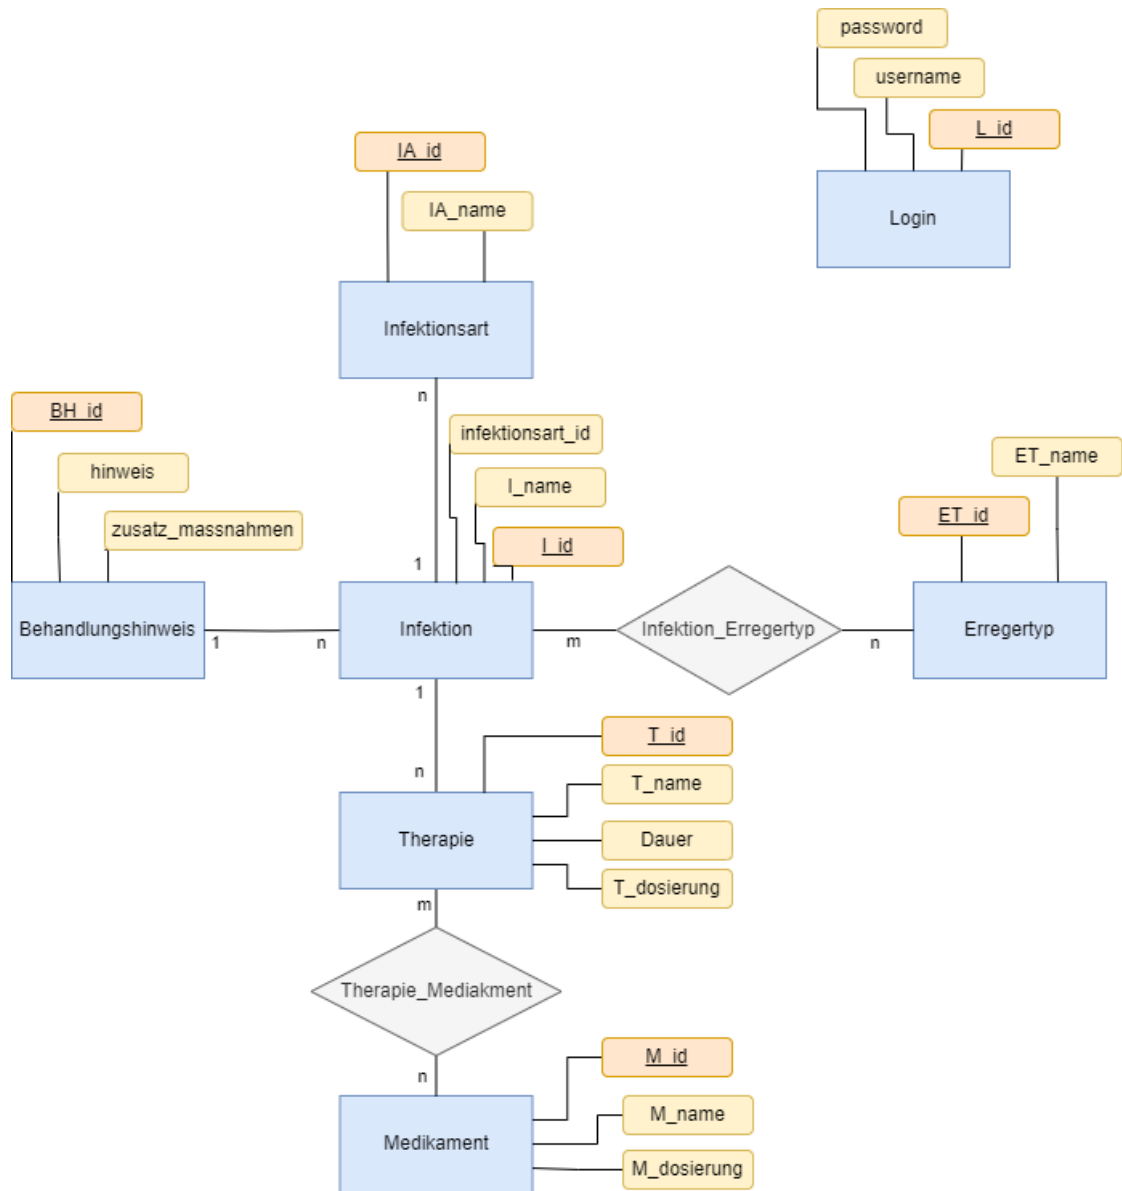 password
username
L_id
Login
IA_id
IA_name
Infektionsart
n
BH_id
hinweis
zusatz_massnahmen
infektionsart_id
I_name
I_id
ET_name
ET_id
1
Behandlungshinweis
1
n
Infektion
m
Infektion_Erregertyp
n
Erregertyp
1
n
T_id
T_name
Therapie
Dauer
T_dosierung
m
Therapie_Mediakment
n
M_id
M_name
Medikament
M_dosierung